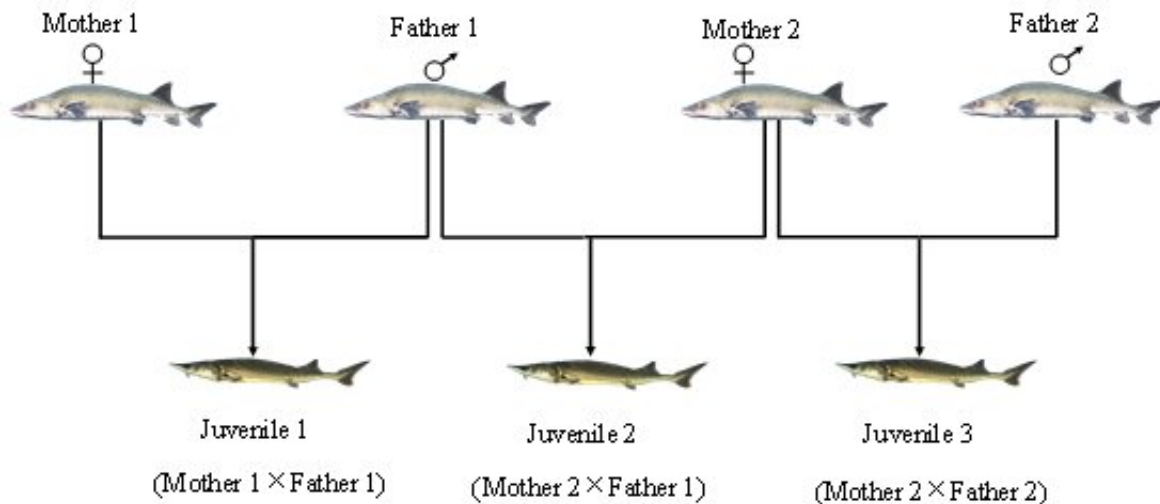 Mother 1
Father 1
Mother 2
Father 2
Juvenile 1
Juvenile 2
Juvenile 3
(Mother 1×Father 1)
(Mother 2×Father 1)
(Mother 2×Father 2)